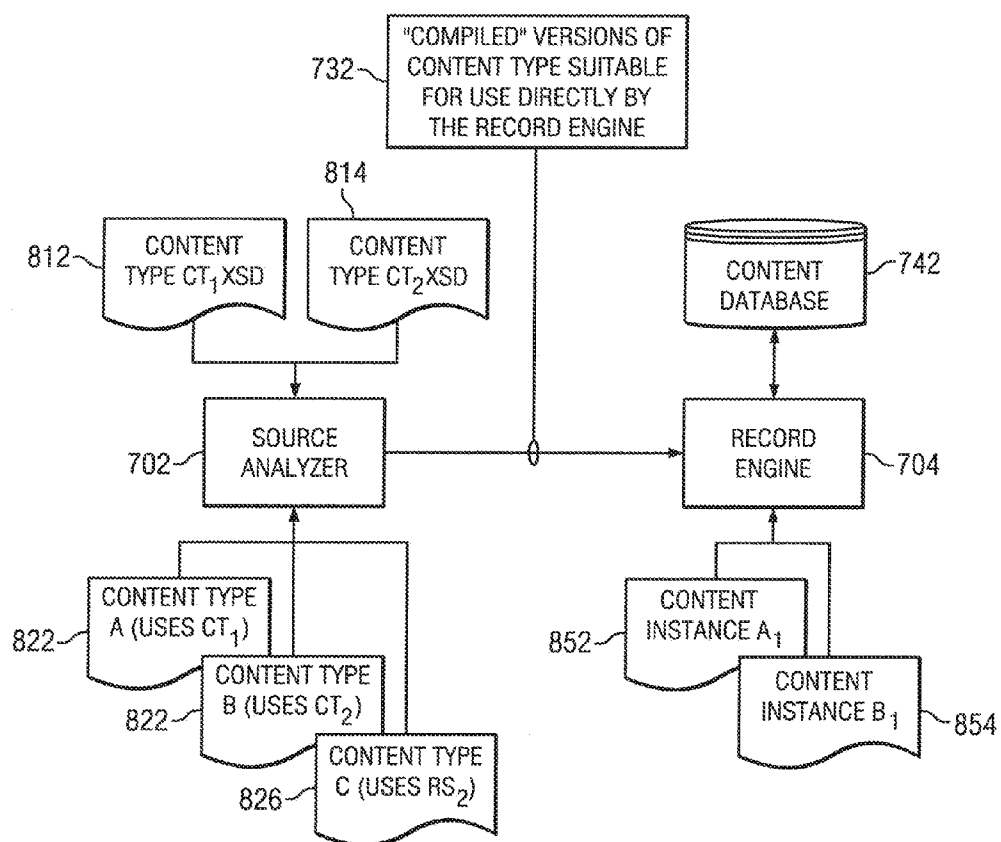 "COMPILED" VERSIONS OF
CONTENT TYPE SUITABLE
FOR USE DIRECTLY BY
THE RECORD ENGINE
732
814
812
CONTENT
TYPE CT1 XSD
CONTENT
TYPE CT2 XSD
CONTENT
DATABASE
742
702
SOURCE
ANALYZER
RECORD
ENGINE
704
822
CONTENT TYPE
A (USES CT1)
822
CONTENT TYPE
B (USES CT2)
826
CONTENT TYPE
C (USES RS2)
852
CONTENT
INSTANCE A1
CONTENT
INSTANCE B1
854